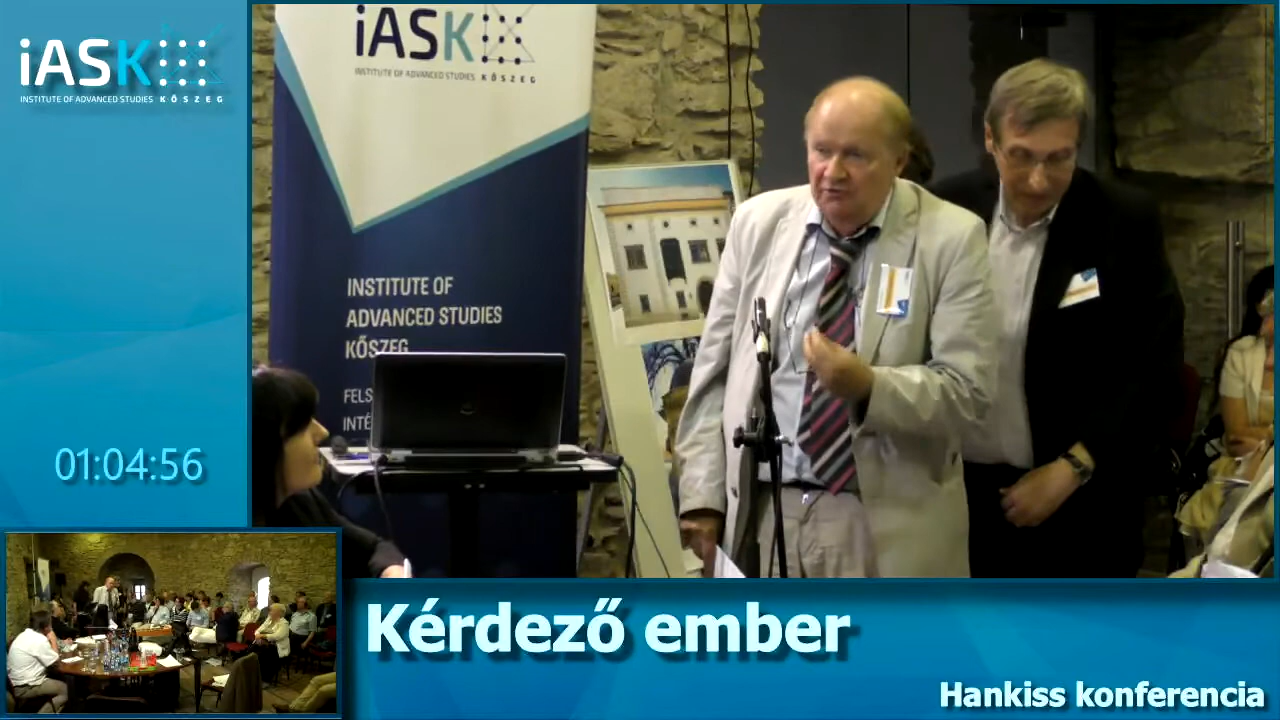 iASK
INSTITUTE OF ADVANCED STUDIES KŐSZEG
iASK
INSTITUTE OF ADVANCED STUDIES KŐSZEG
INSTITUTE OF
ADVANCED STUDIES
KŐSZEG
FELS
INTÉ
01:04:56
Kérdező ember
Hankiss konferencia